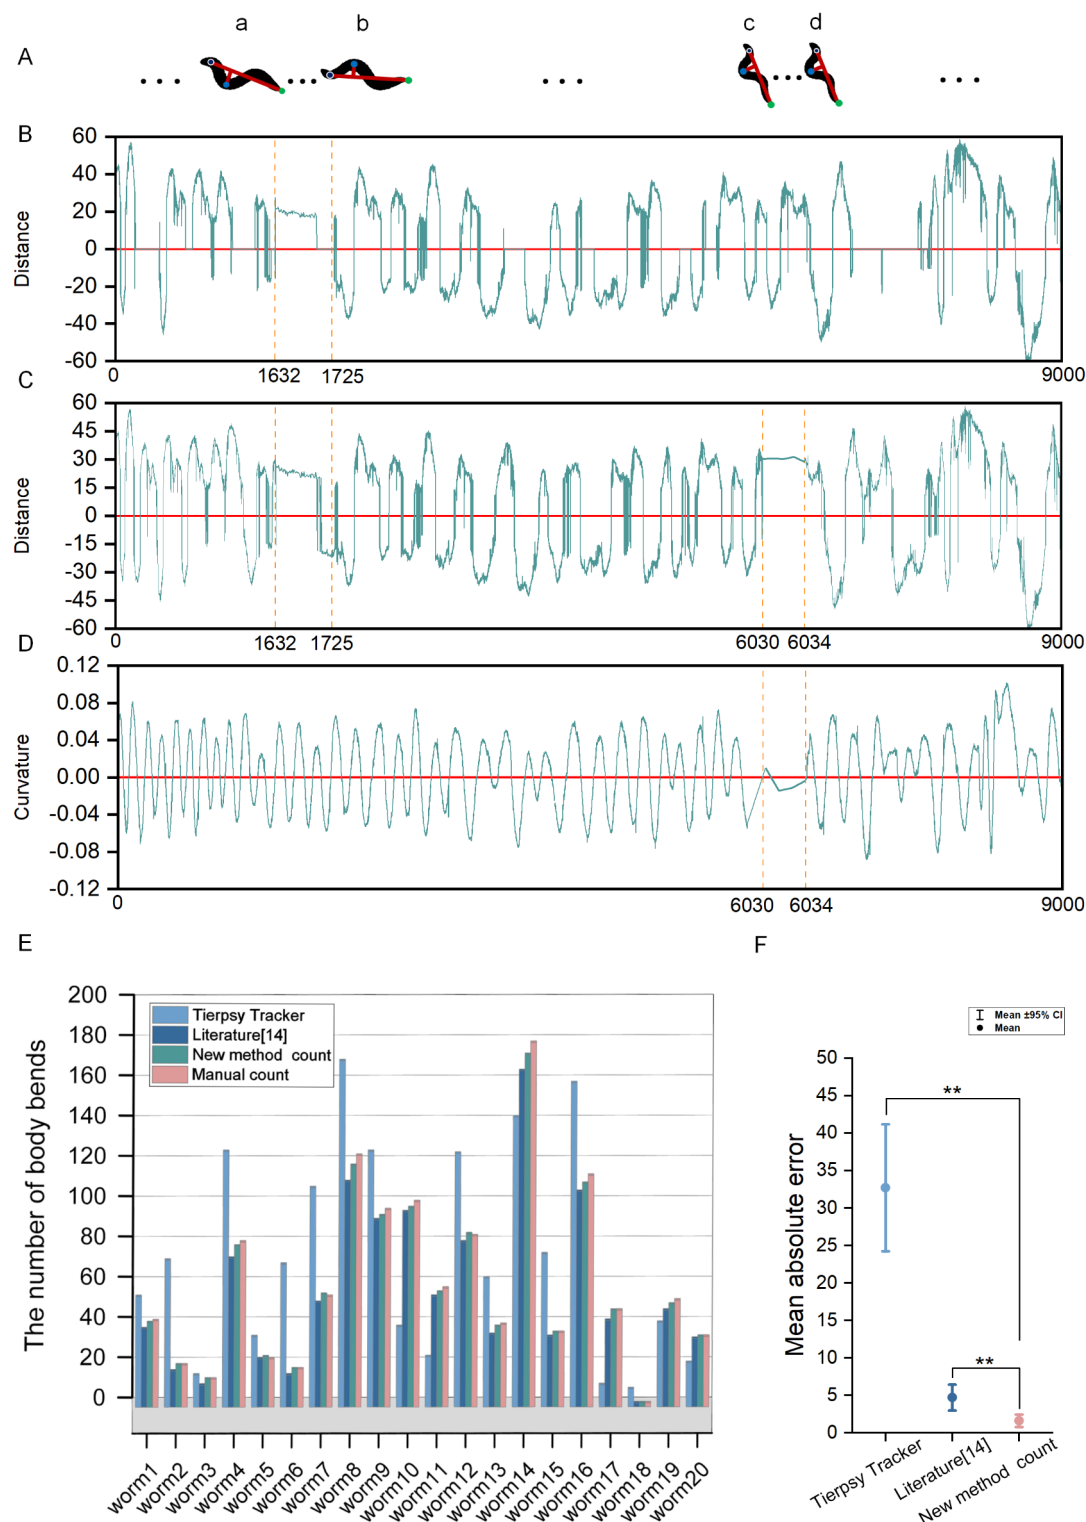 a b c d
A
B
60
40
20
0
-20
-40
-60
Distance
0 1632 1725 9000
C
60
45
30
15
0
-15
-30
-45
-60
Distance
0 1632 1725 6030 6034 9000
D
0.12
0.08
0.04
0.00
-0.04
-0.08
-0.12
Curvature
0 6030 6034 9000
E
200
180
160
140
120
100
80
60
40
20
0
The number of body bends
Tierpsy Tracker
Literature[14]
New method count
Manual count
worm1 worm2 worm3 worm4 worm5 worm6 worm7 worm8 worm9 worm10 worm11 worm12 worm13 worm14 worm15 worm16 worm17 worm18 worm19 worm20
F
Mean ±95% CI
Mean
50
45
40
35
30
25
20
15
10
5
0
Mean absolute error
**
**
Tierpsy Tracker
Literature[14]
New method count